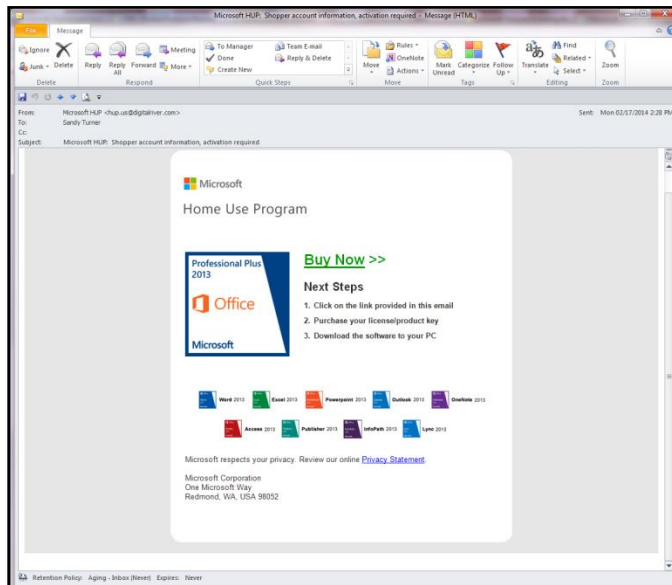 Microsoft HUP: Shopper account information, activation required - Message (HTML)
File Message
Ignore
Junk
Delete
Reply
Reply All
Forward
Meeting
More
To Manager
Done
Create New
Team E-mail
Reply & Delete
Move
Rules
OneNote
Actions
Mark Unread
Categorize
Follow Up
Translate
Find
Related
Select
Zoom
Delete Respond Quick Steps Move Tags Editing Zoom
From: Microsoft HUP <hup.us@digitalriver.com> Sent: Mon 02/17/2014 2:28 PM
To: Sandy Turner
Cc:
Subject: Microsoft HUP: Shopper account information, activation required
Microsoft
Home Use Program
Professional Plus
2013
Office
Microsoft
Buy Now >>
Next Steps
1. Click on the link provided in this email
2. Purchase your license/product key
3. Download the software to your PC
Word 2013 Excel 2013 Powerpoint 2013 Outlook 2013 OneNote 2013
Access 2013 Publisher 2013 InfoPath 2013 Lync 2013
Microsoft respects your privacy. Review our online Privacy Statement.
Microsoft Corporation
One Microsoft Way
Redmond, WA, USA 98052
Retention Policy: Aging - Inbox (Never) Expires: Never